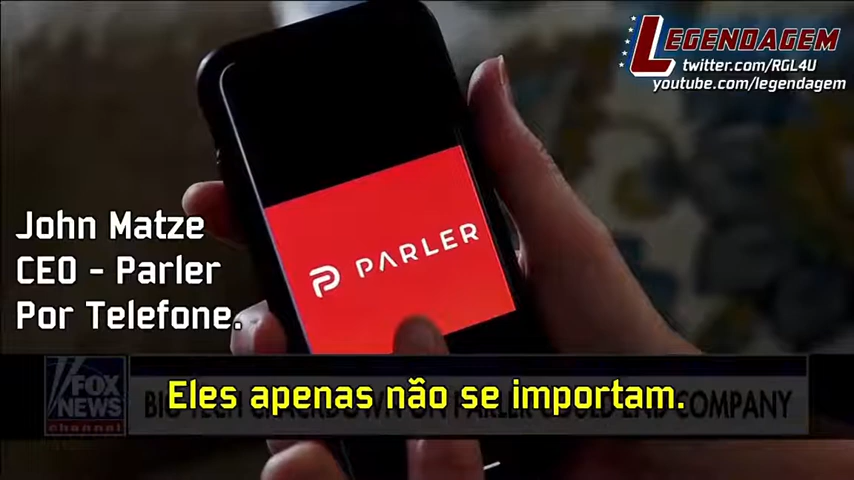 LEGENDAGEM
twitter.com/RGL4U
youtube.com/legendagem
PARLER
John Matze
CEO - Parler
Por Telefone.
FOX
NEWS
channel
Eles apenas não se importam.
COMPANY